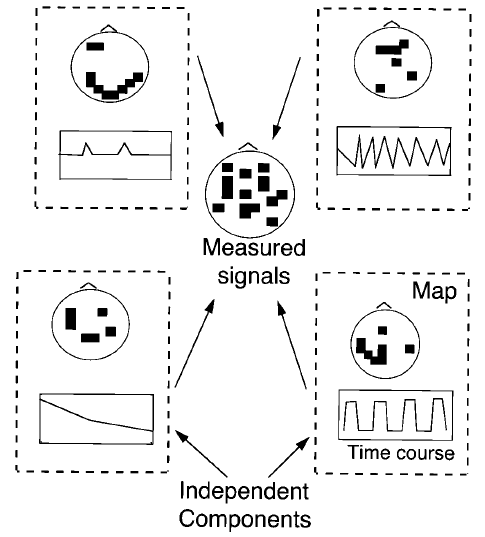 Measured
signals
Map
Time course
Independent
Components